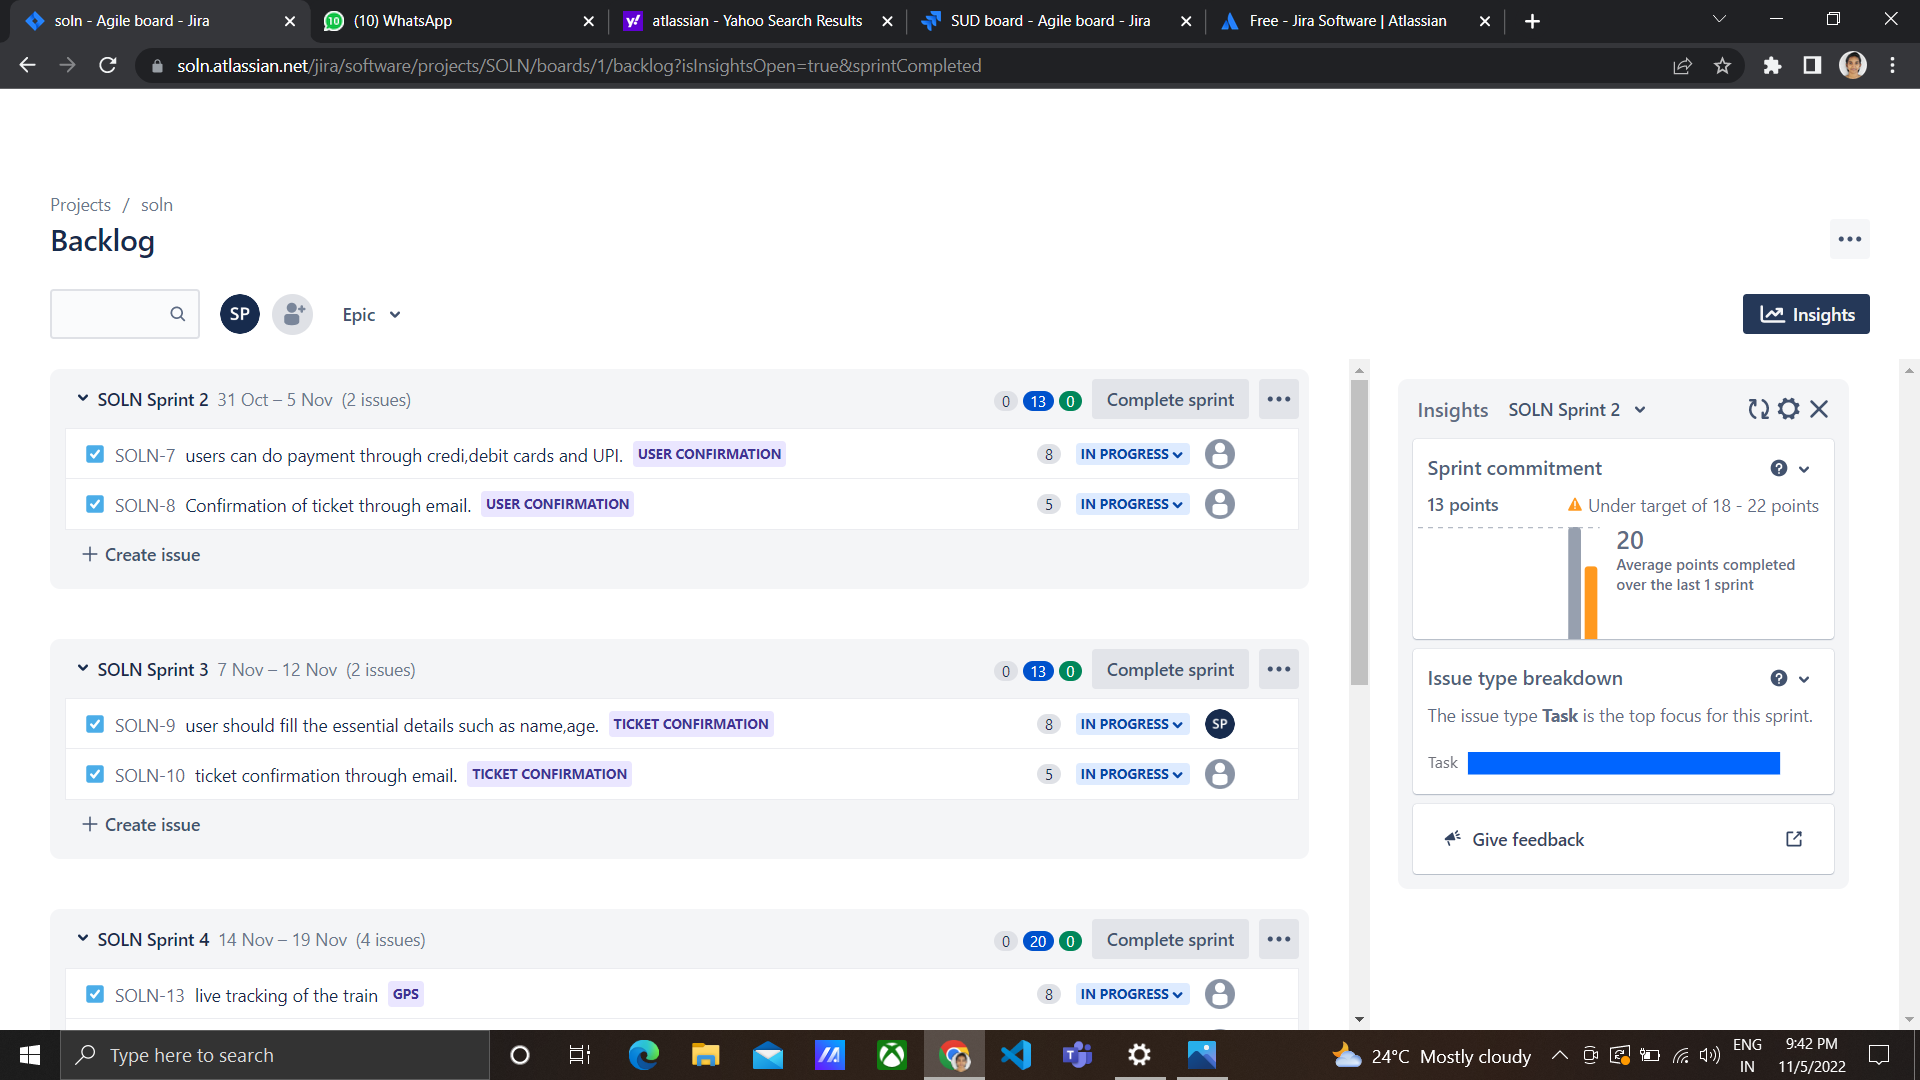 soln - Agile board - Jira
10 (10) WhatsApp
atlassian - Yahoo Search Results
SUD board - Agile board - Jira
Free - Jira Software | Atlassian
soln.atlassian.net/jira/software/projects/SOLN/boards/1/backlog?isInsightsOpen=true&sprintCompleted
Projects / soln
Backlog
SP
Epic
Insights
SOLN Sprint 2 31 Oct – 5 Nov (2 issues) 0 13 0 Complete sprint
SOLN-7 users can do payment through credi,debit cards and UPI. USER CONFIRMATION 8 IN PROGRESS
SOLN-8 Confirmation of ticket through email. USER CONFIRMATION 5 IN PROGRESS
+ Create issue
SOLN Sprint 3 7 Nov – 12 Nov (2 issues) 0 13 0 Complete sprint
SOLN-9 user should fill the essential details such as name,age. TICKET CONFIRMATION 8 IN PROGRESS SP
SOLN-10 ticket confirmation through email. TICKET CONFIRMATION 5 IN PROGRESS
+ Create issue
SOLN Sprint 4 14 Nov – 19 Nov (4 issues) 0 20 0 Complete sprint
SOLN-13 live tracking of the train GPS 8 IN PROGRESS
Insights SOLN Sprint 2
Sprint commitment
13 points Under target of 18 - 22 points
20
Average points completed
over the last 1 sprint
Issue type breakdown
The issue type Task is the top focus for this sprint.
Task
Give feedback
Type here to search
24°C Mostly cloudy
ENG
IN
9:42 PM
11/5/2022